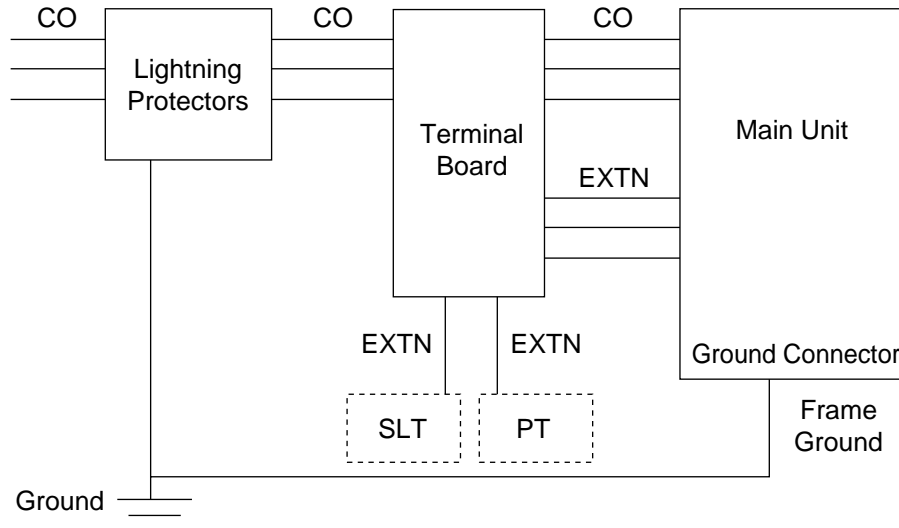 CO
CO
CO
Lightning
Protectors
Terminal
Board
Main Unit
EXTN
EXTN
EXTN
Ground Connector
SLT
PT
Frame
Ground
Ground